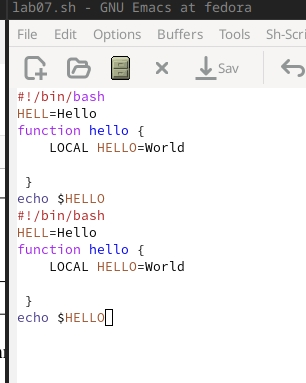 lab07.sh - GNU Emacs at fedora
File Edit Options Buffers Tools Sh-Scri
Sav
#!/bin/bash
HELL=Hello
function hello {
    LOCAL HELLO=World
 }
echo $HELLO
#!/bin/bash
HELL=Hello
function hello {
    LOCAL HELLO=World
 }
echo $HELLO